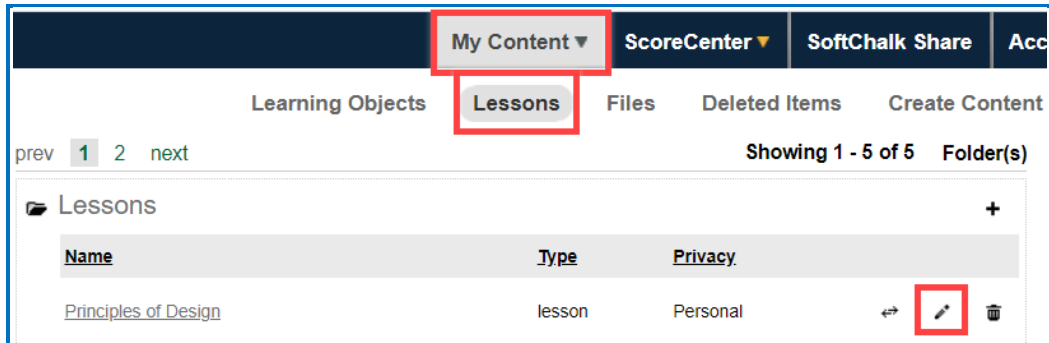 My Content ▼ ScoreCenter ▼ SoftChalk Share Acc
Learning Objects Lessons Files Deleted Items Create Content
prev 1 2 next Showing 1 - 5 of 5 Folder(s)
Lessons +
Name Type Privacy
Principles of Design lesson Personal